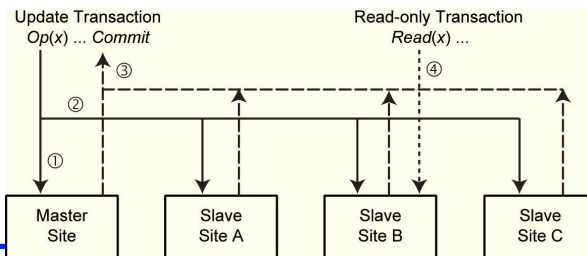 Update Transaction
Op(x) ... Commit
Read-only Transaction
Read(x) ...
③
④
②
①
Master
Site
Slave
Site A
Slave
Site B
Slave
Site C